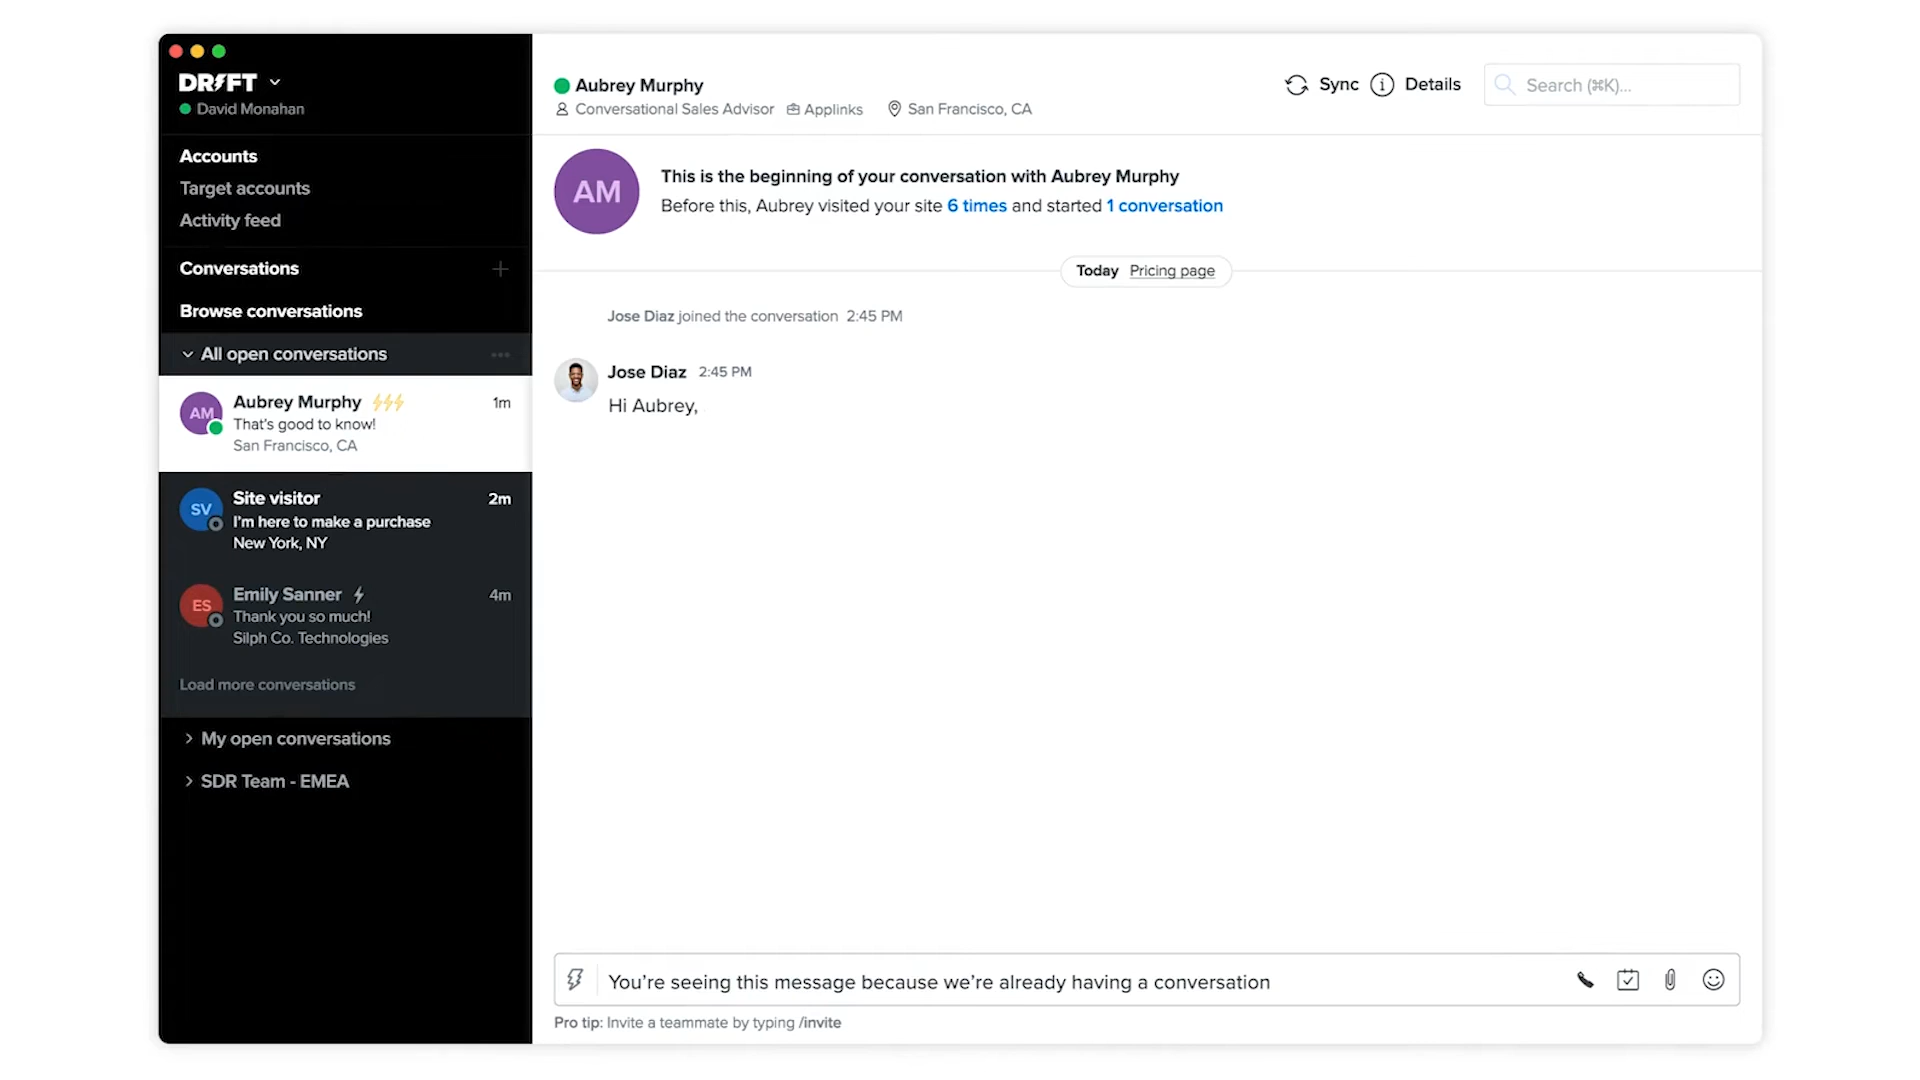 DRIFT
David Monahan
Accounts
Target accounts
Activity feed
Conversations
Browse conversations
All open conversations
AM
Aubrey Murphy
1m
That's good to know!
San Francisco, CA
SV
Site visitor
2m
I'm here to make a purchase
New York, NY
ES
Emily Sanner
4m
Thank you so much!
Silph Co. Technologies
Load more conversations
My open conversations
SDR Team - EMEA
Aubrey Murphy
Conversational Sales Advisor Applinks San Francisco, CA
Sync Details
Search (⌘K)...
AM
This is the beginning of your conversation with Aubrey Murphy
Before this, Aubrey visited your site 6 times and started 1 conversation
Today Pricing page
Jose Diaz joined the conversation 2:45 PM
Jose Diaz 2:45 PM
Hi Aubrey,
You're seeing this message because we're already having a conversation
Pro tip: Invite a teammate by typing /invite